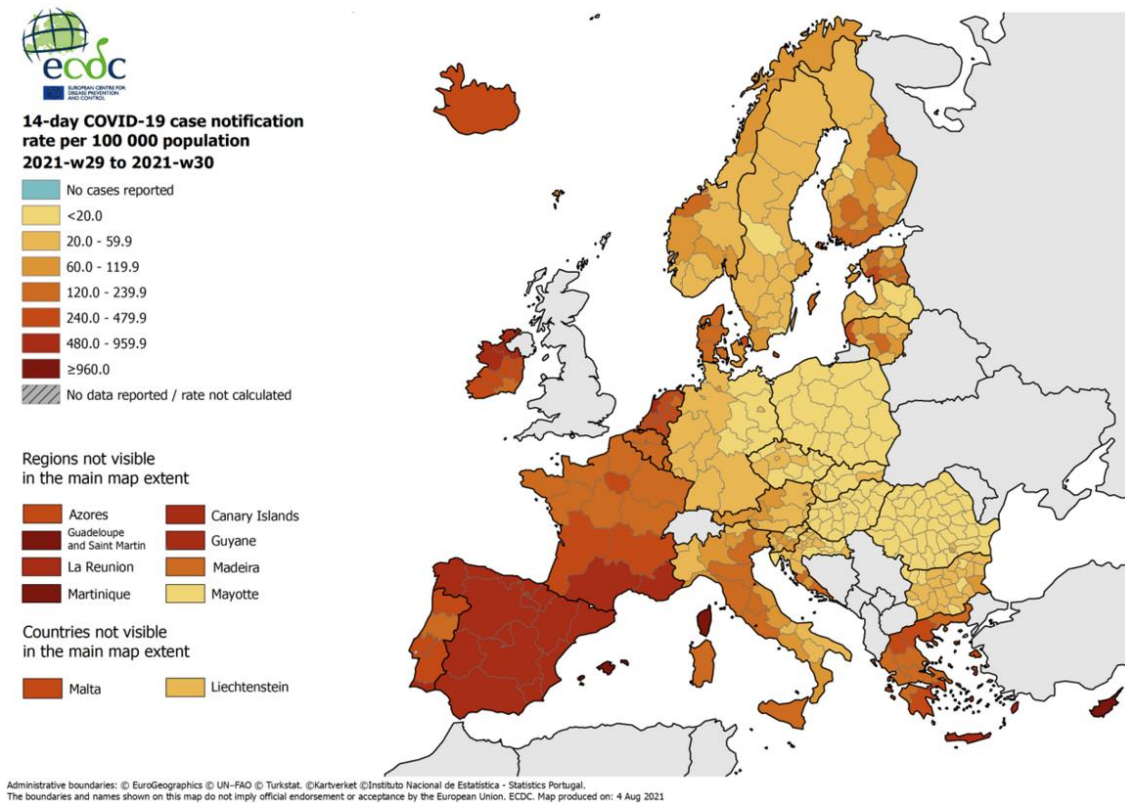 ecdc
EUROPEAN CENTRE FOR
DISEASE PREVENTION
AND CONTROL
14-day COVID-19 case notification
rate per 100 000 population
2021-w29 to 2021-w30
No cases reported
<20.0
20.0 - 59.9
60.0 - 119.9
120.0 - 239.9
240.0 - 479.9
480.0 - 959.9
≥960.0
No data reported / rate not calculated
Regions not visible
in the main map extent
Azores
Canary Islands
Guadeloupe
and Saint Martin
Guyane
La Reunion
Madeira
Martinique
Mayotte
Countries not visible
in the main map extent
Malta
Liechtenstein
Administrative boundaries: © EuroGeographics © UN–FAO © Turkstat. ©Kartverket ©Instituto Nacional de Estatística - Statistics Portugal.
The boundaries and names shown on this map do not imply official endorsement or acceptance by the European Union. ECDC. Map produced on: 4 Aug 2021